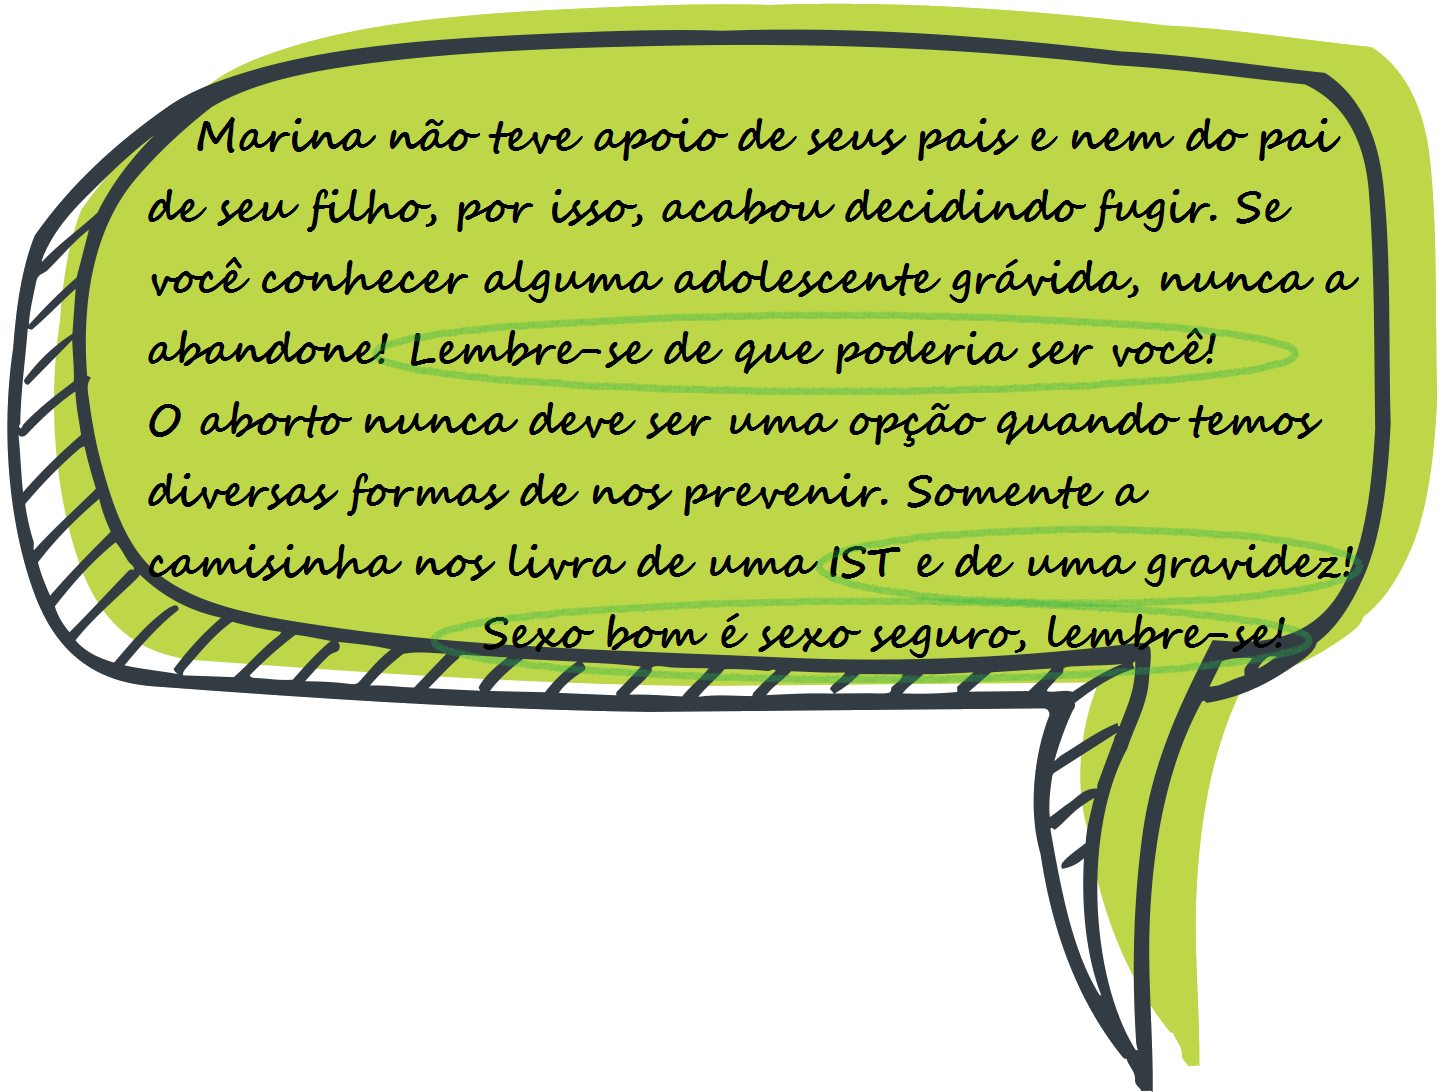 Marina não teve apoio de seus pais e nem do pai
de seu filho, por isso, acabou decidindo fugir. Se
você conhecer alguma adolescente grávida, nunca a
abandone! Lembre-se de que poderia ser você!
O aborto nunca deve ser uma opção quando temos
diversas formas de nos prevenir. Somente a
camisinha nos livra de uma IST e de uma gravidez!
Sexo bom é sexo seguro, lembre-se!